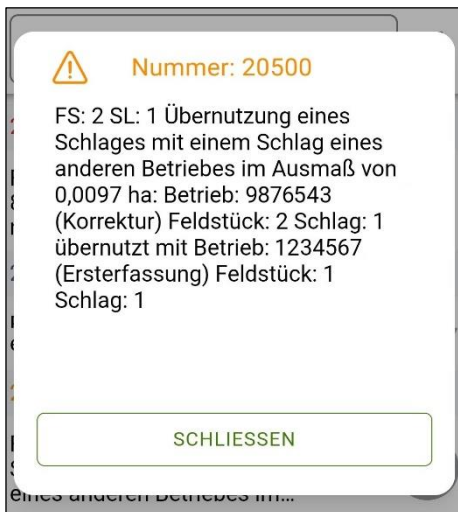 Nummer: 20500
FS: 2 SL: 1 Übernutzung eines
Schlages mit einem Schlag eines
anderen Betriebes im Ausmaß von
0,0097 ha: Betrieb: 9876543
(Korrektur) Feldstück: 2 Schlag: 1
übernutzt mit Betrieb: 1234567
(Ersterfassung) Feldstück: 1
Schlag: 1
SCHLIESSEN
eines anderen Betriebes im...